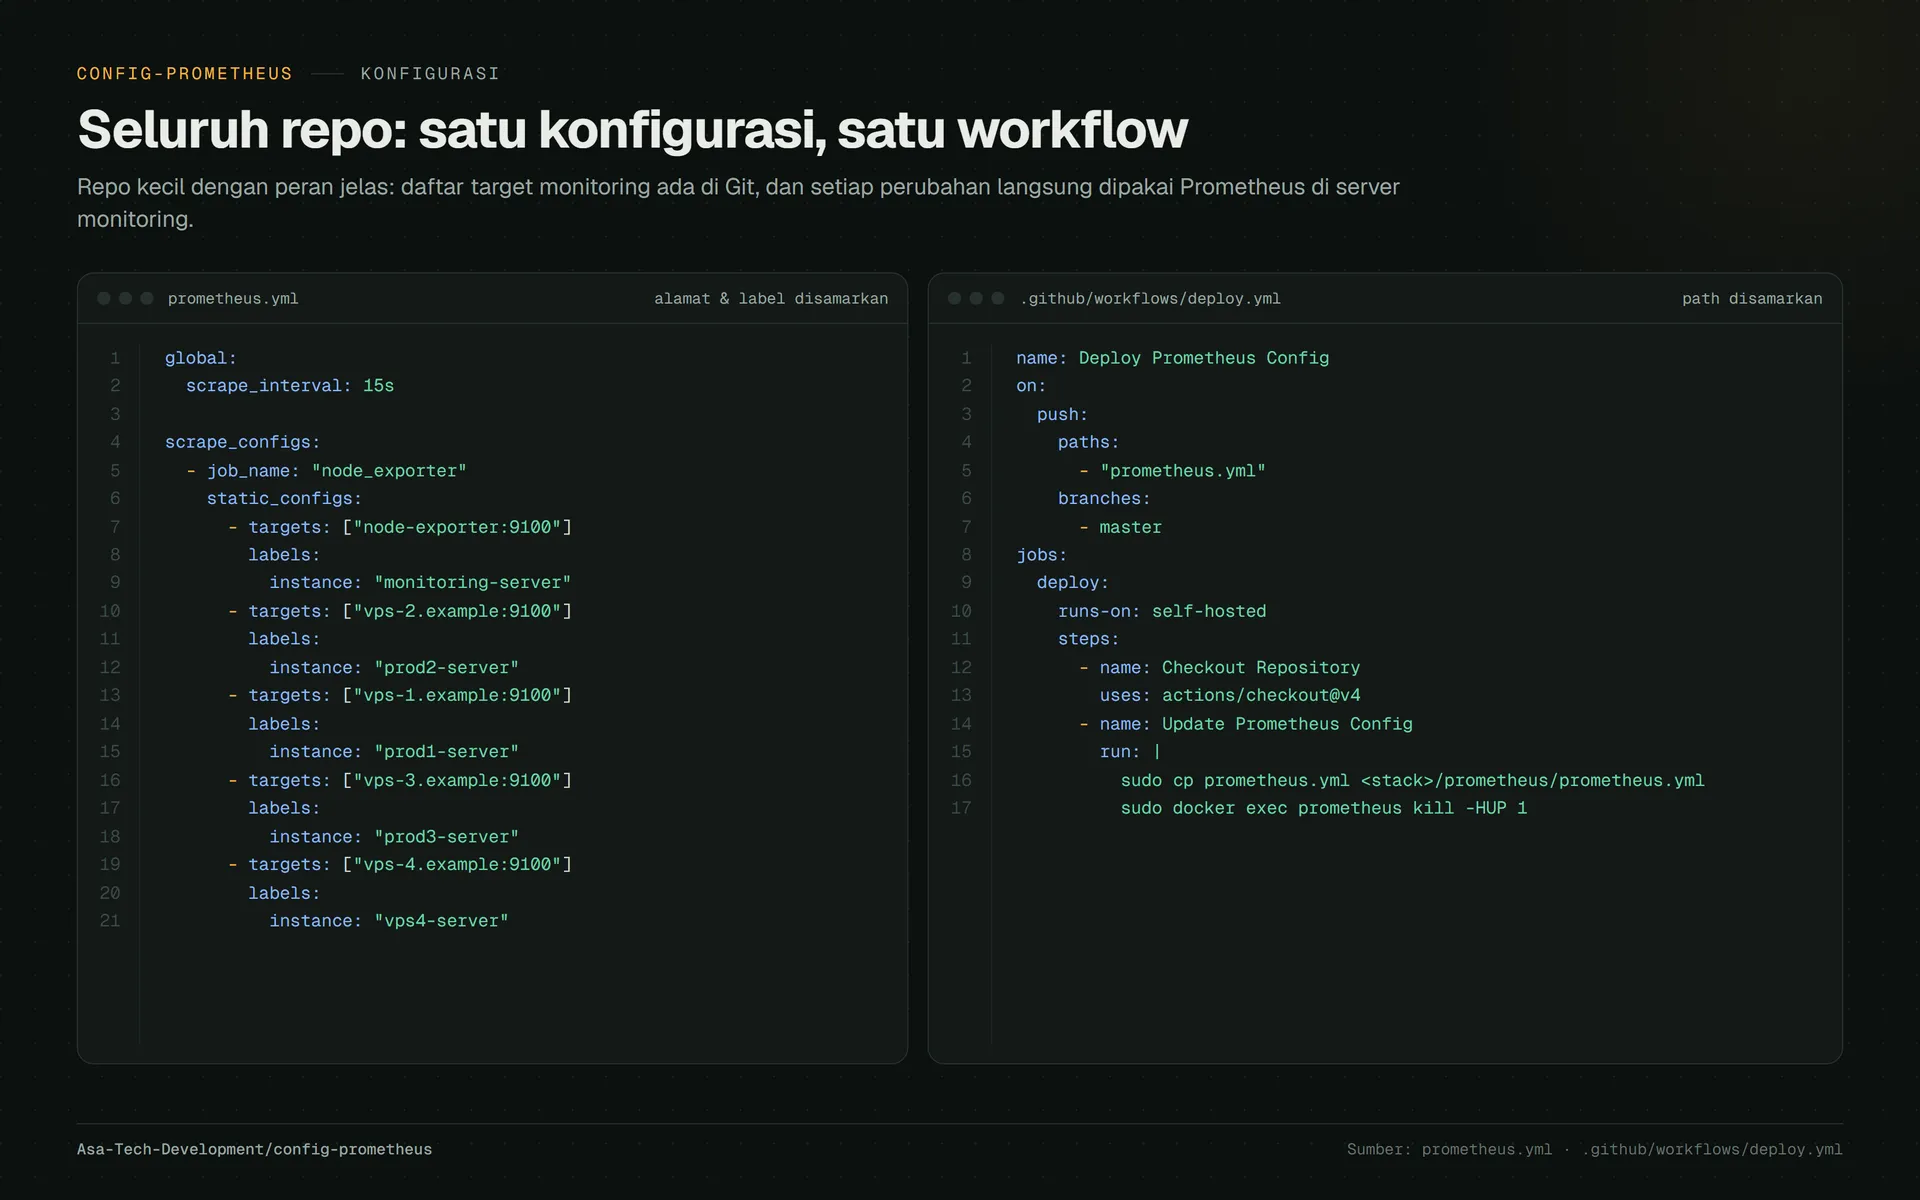 CONFIG-PROMETHEUS KONFIGURASI
Seluruh repo: satu konfigurasi, satu workflow
Repo kecil dengan peran jelas: daftar target monitoring ada di Git, dan setiap perubahan langsung dipakai Prometheus di server
monitoring.
prometheus.yml alamat & label disamarkan
1 global:
2   scrape_interval: 15s
3
4 scrape_configs:
5   - job_name: "node_exporter"
6     static_configs:
7       - targets: ["node-exporter:9100"]
8         labels:
9           instance: "monitoring-server"
10       - targets: ["vps-2.example:9100"]
11         labels:
12           instance: "prod2-server"
13       - targets: ["vps-1.example:9100"]
14         labels:
15           instance: "prod1-server"
16       - targets: ["vps-3.example:9100"]
17         labels:
18           instance: "prod3-server"
19       - targets: ["vps-4.example:9100"]
20         labels:
21           instance: "vps4-server"
.github/workflows/deploy.yml path disamarkan
1 name: Deploy Prometheus Config
2 on:
3   push:
4     paths:
5       - "prometheus.yml"
6     branches:
7       - master
8 jobs:
9   deploy:
10     runs-on: self-hosted
11     steps:
12       - name: Checkout Repository
13         uses: actions/checkout@v4
14       - name: Update Prometheus Config
15         run: |
16           sudo cp prometheus.yml <stack>/prometheus/prometheus.yml
17           sudo docker exec prometheus kill -HUP 1
Asa-Tech-Development/config-prometheus
Sumber: prometheus.yml · .github/workflows/deploy.yml